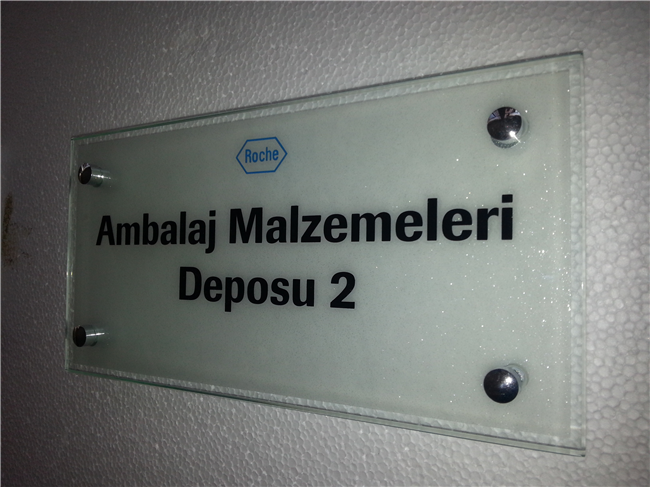 Roche
Ambalaj Malzemeleri
Deposu 2